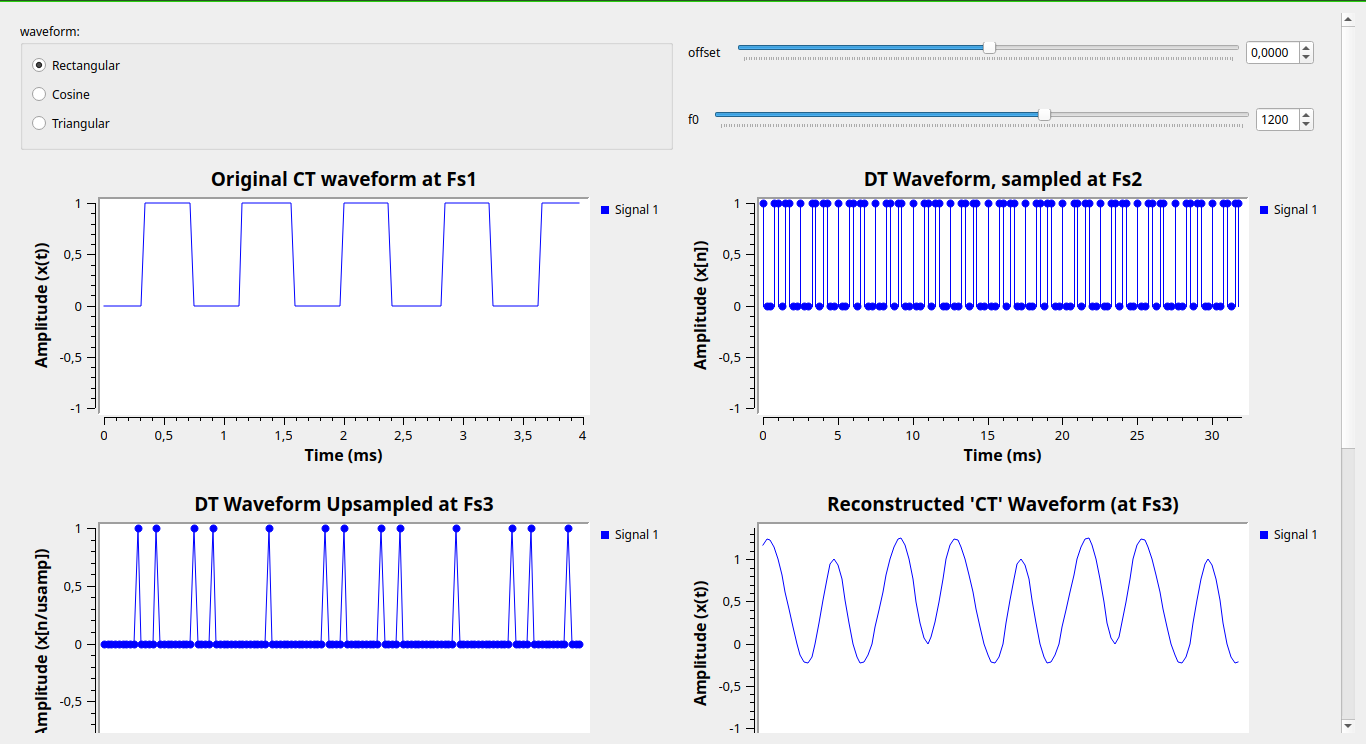 waveform:
Rectangular
Cosine
Triangular
offset
0,0000
f0
1200
Original CT waveform at Fs1
Signal 1
Amplitude (x(t))
1
0,5
0
-0,5
-1
0 0,5 1 1,5 2 2,5 3 3,5 4
Time (ms)
DT Waveform, sampled at Fs2
Signal 1
Amplitude (x[n])
1
0,5
0
-0,5
-1
0 5 10 15 20 25 30
Time (ms)
DT Waveform Upsampled at Fs3
Signal 1
Amplitude (x[n/usamp])
1
0,5
0
-0,5
Reconstructed 'CT' Waveform (at Fs3)
Signal 1
Amplitude (x(t))
1
0,5
0
-0,5
-1